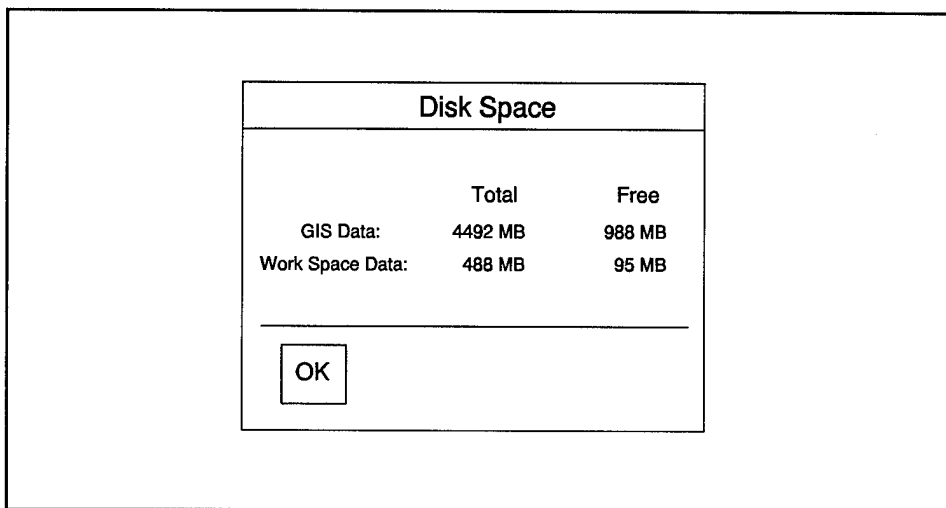 Disk Space
Total Free
GIS Data: 4492 MB 988 MB
Work Space Data: 488 MB 95 MB
OK